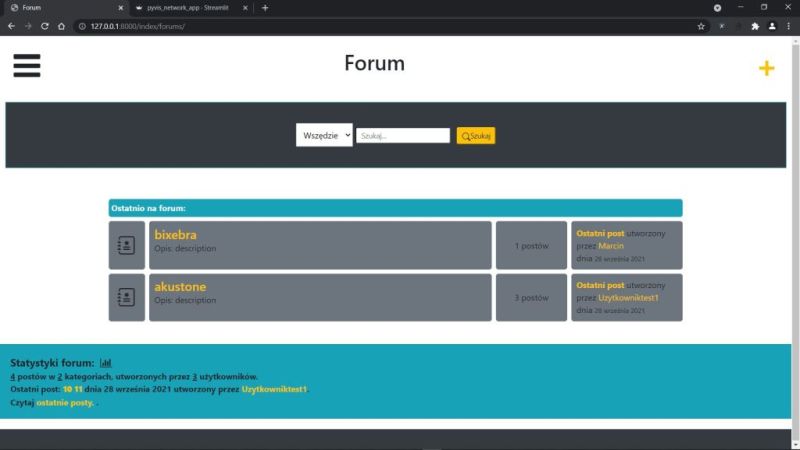 Forum
pyvis_network_app · Streamlit
127.0.0.1:8000/index/forums/
Forum
Wszędzie
Szukaj...
Szukaj
Ostatnio na forum:
bixebra
Opis: description
1 postów
Ostatni post utworzony
przez Marcin
dnia 28 września 2021
akustone
Opis: description
3 postów
Ostatni post utworzony
przez Uzytkowniktest1
dnia 28 września 2021
Statystyki forum:
4 postów w 2 kategoriach, utworzonych przez 3 użytkowników.
Ostatni post: 10 11 dnia 28 września 2021 utworzony przez Uzytkowniktest1.
Czytaj ostatnie posty. .